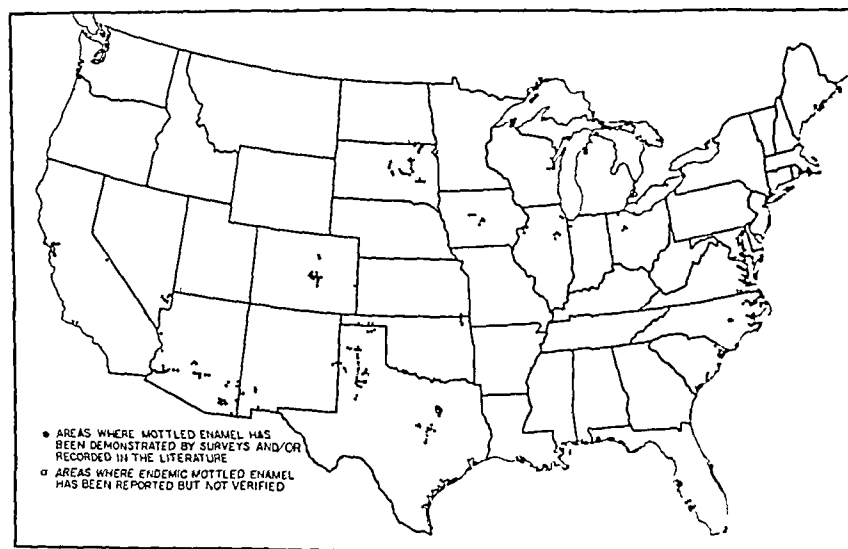 • AREAS WHERE MOTTLED ENAMEL HAS
BEEN DEMONSTRATED BY SURVEYS AND/OR
RECORDED IN THE LITERATURE
▫ AREAS WHERE ENDEMIC MOTTLED ENAMEL
HAS BEEN REPORTED BUT NOT VERIFIED